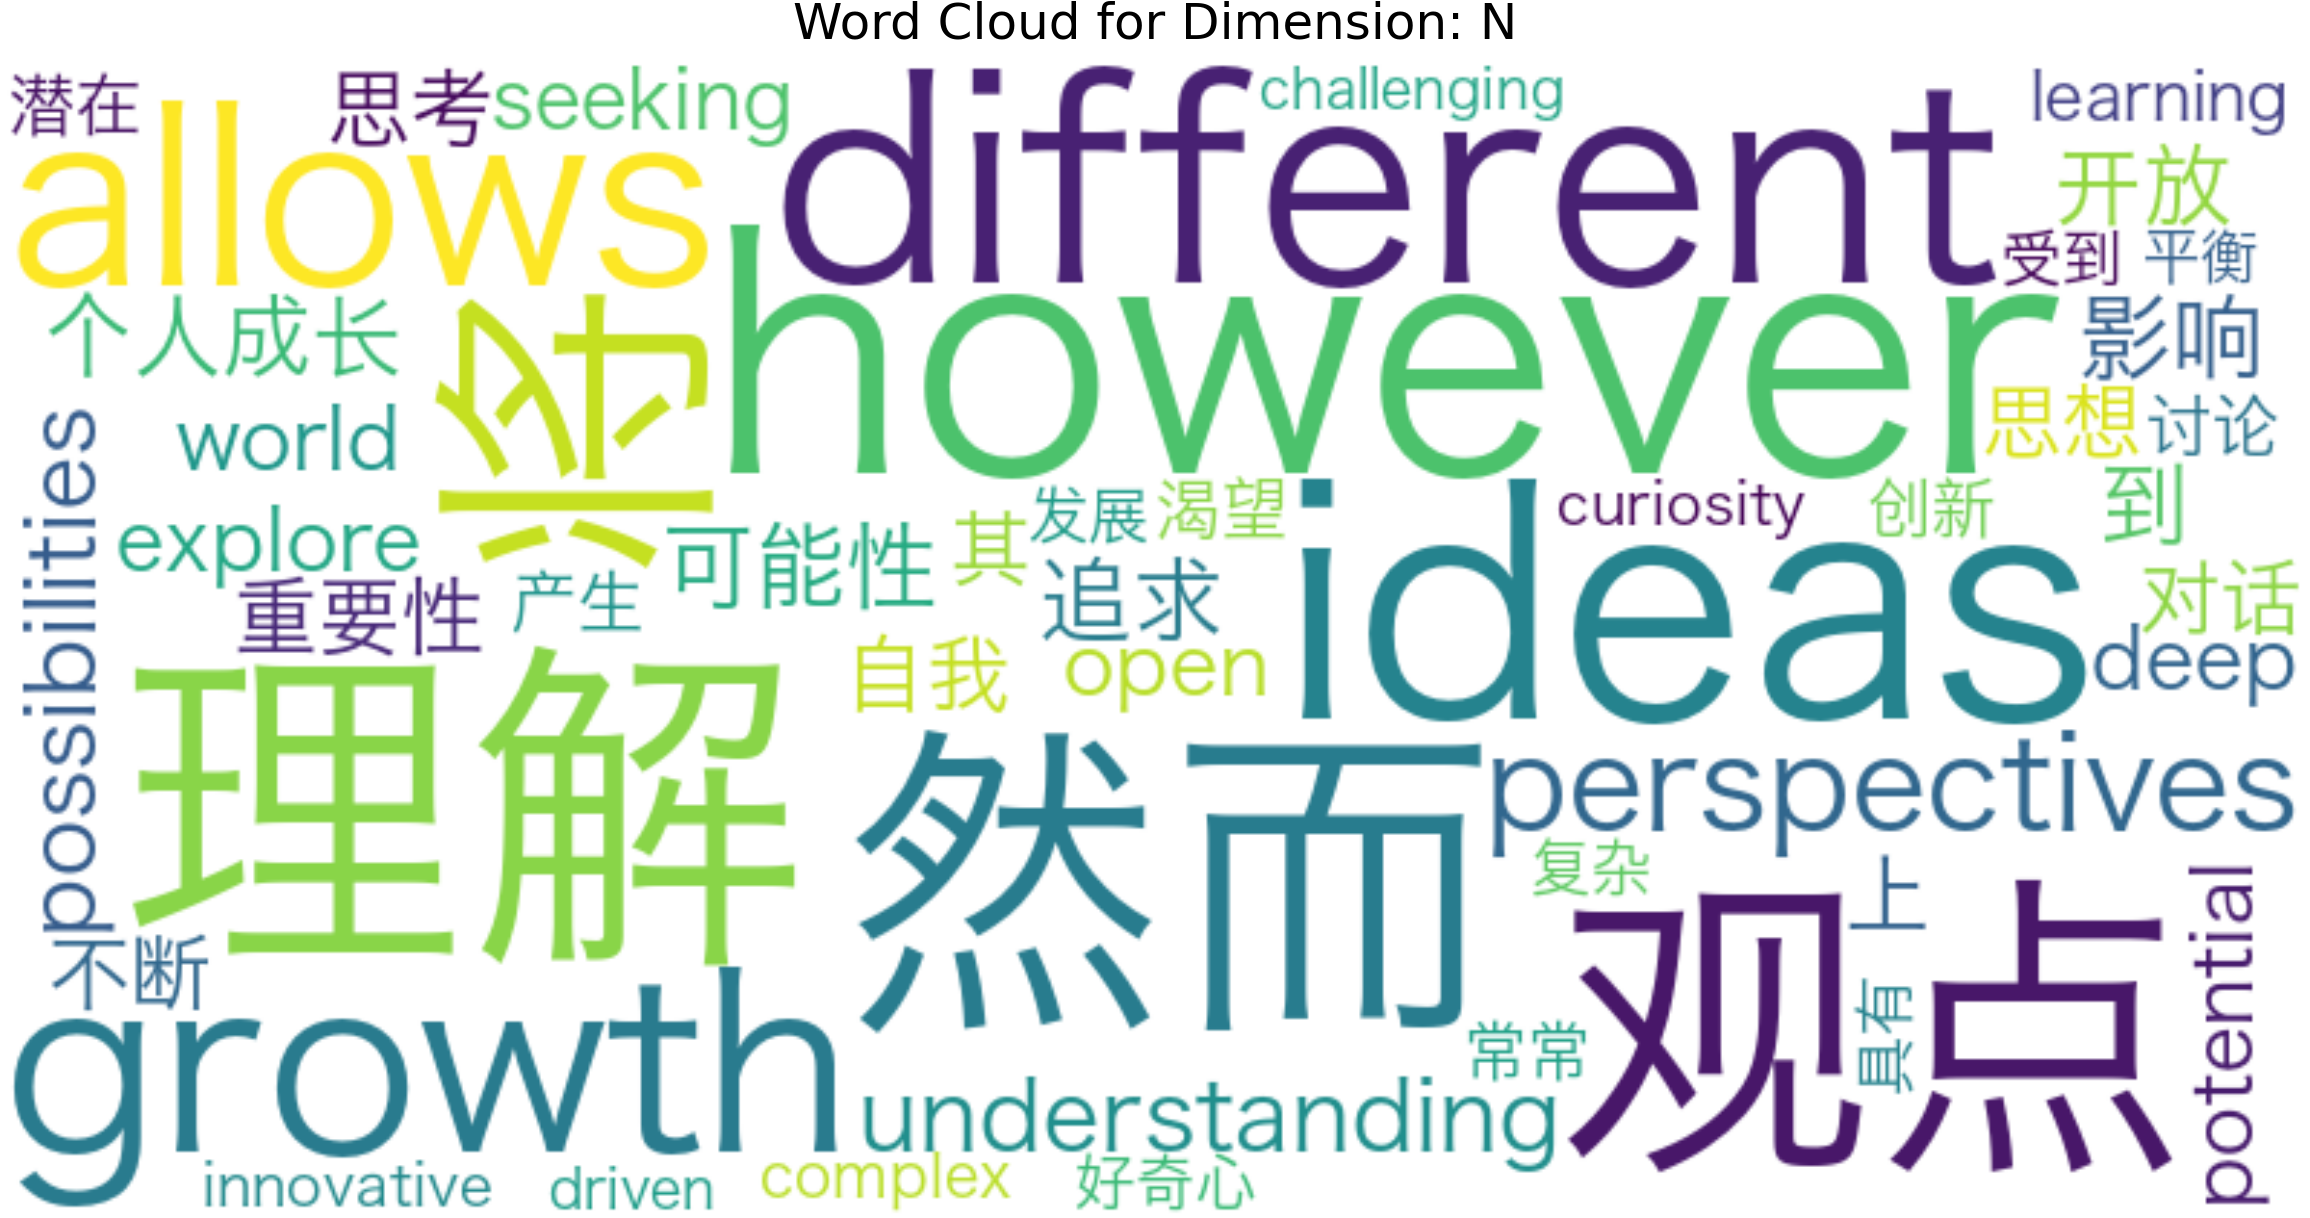 Word Cloud for Dimension: N
潜在
思考
seeking
different
challenging
learning
allows
开放
受到
平衡
个人成长
对
however
影响
world
思想
讨论
possibilities
explore
可能性
其
发展
渴望
ideas
curiosity
创新
到
重要性
产生
追求
对话
自我
open
deep
理解
然而
perspectives
复杂
上
观点
potential
不断
具有
growth
常常
understanding
innovative
driven
complex
好奇心